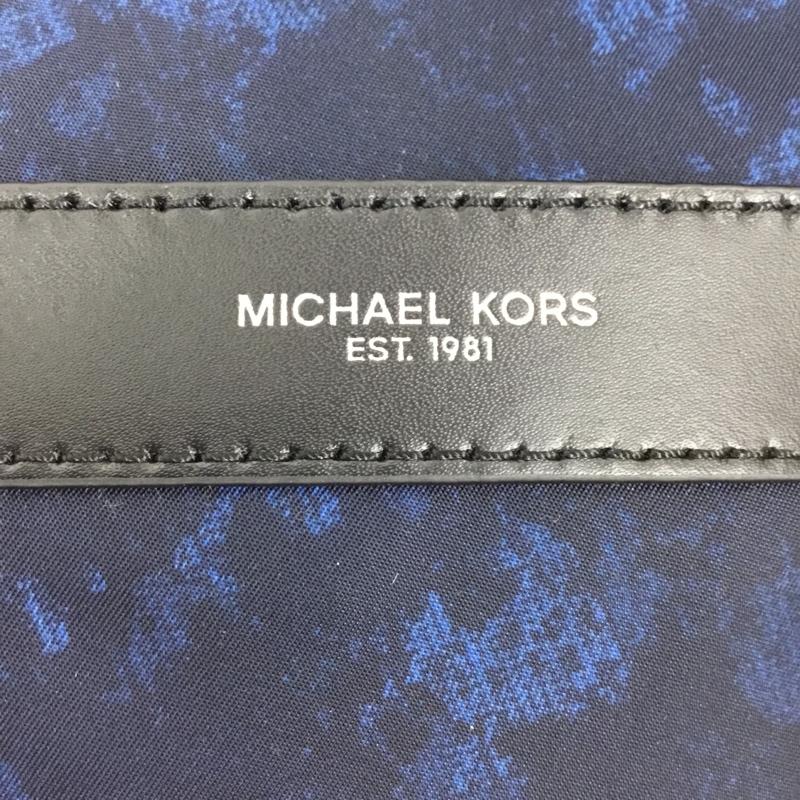 MICHAEL KORS
EST. 1981